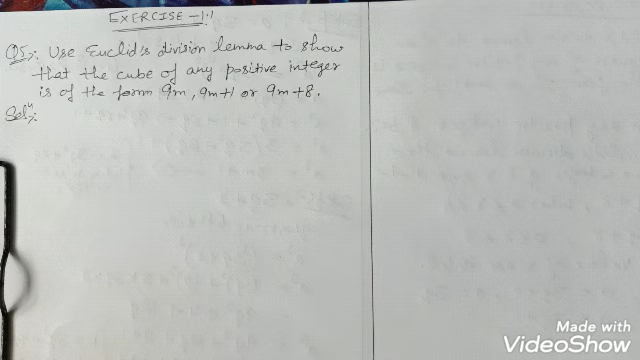 EXERCISE - 1.1
Q5>: Use Euclid's division lemma to show
that the cube of any positive integer
is of the form 9m, 9m+1 or 9m+8.
Solⁿ:
Made with
VideoShow